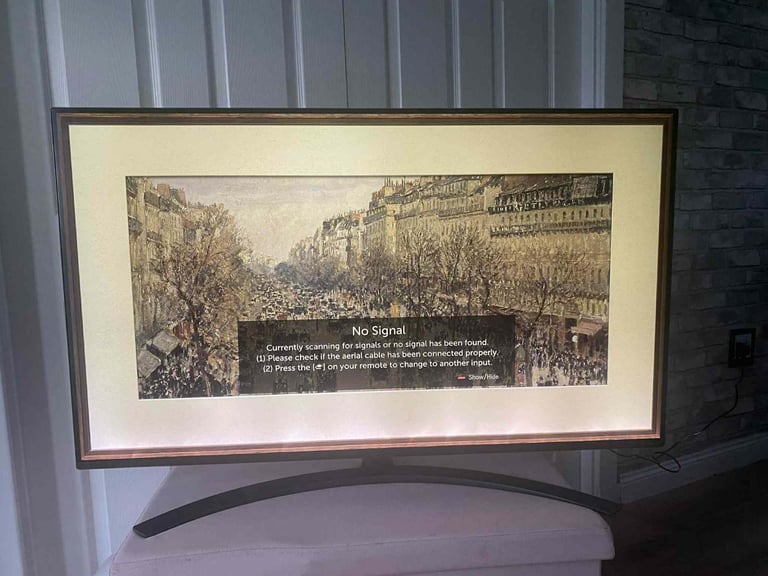 No Signal
Currently scanning for signals or no signal has been found.
(1) Please check if the aerial cable has been connected properly.
(2) Press the [⏏] on your remote to change to another input.
Show/Hide